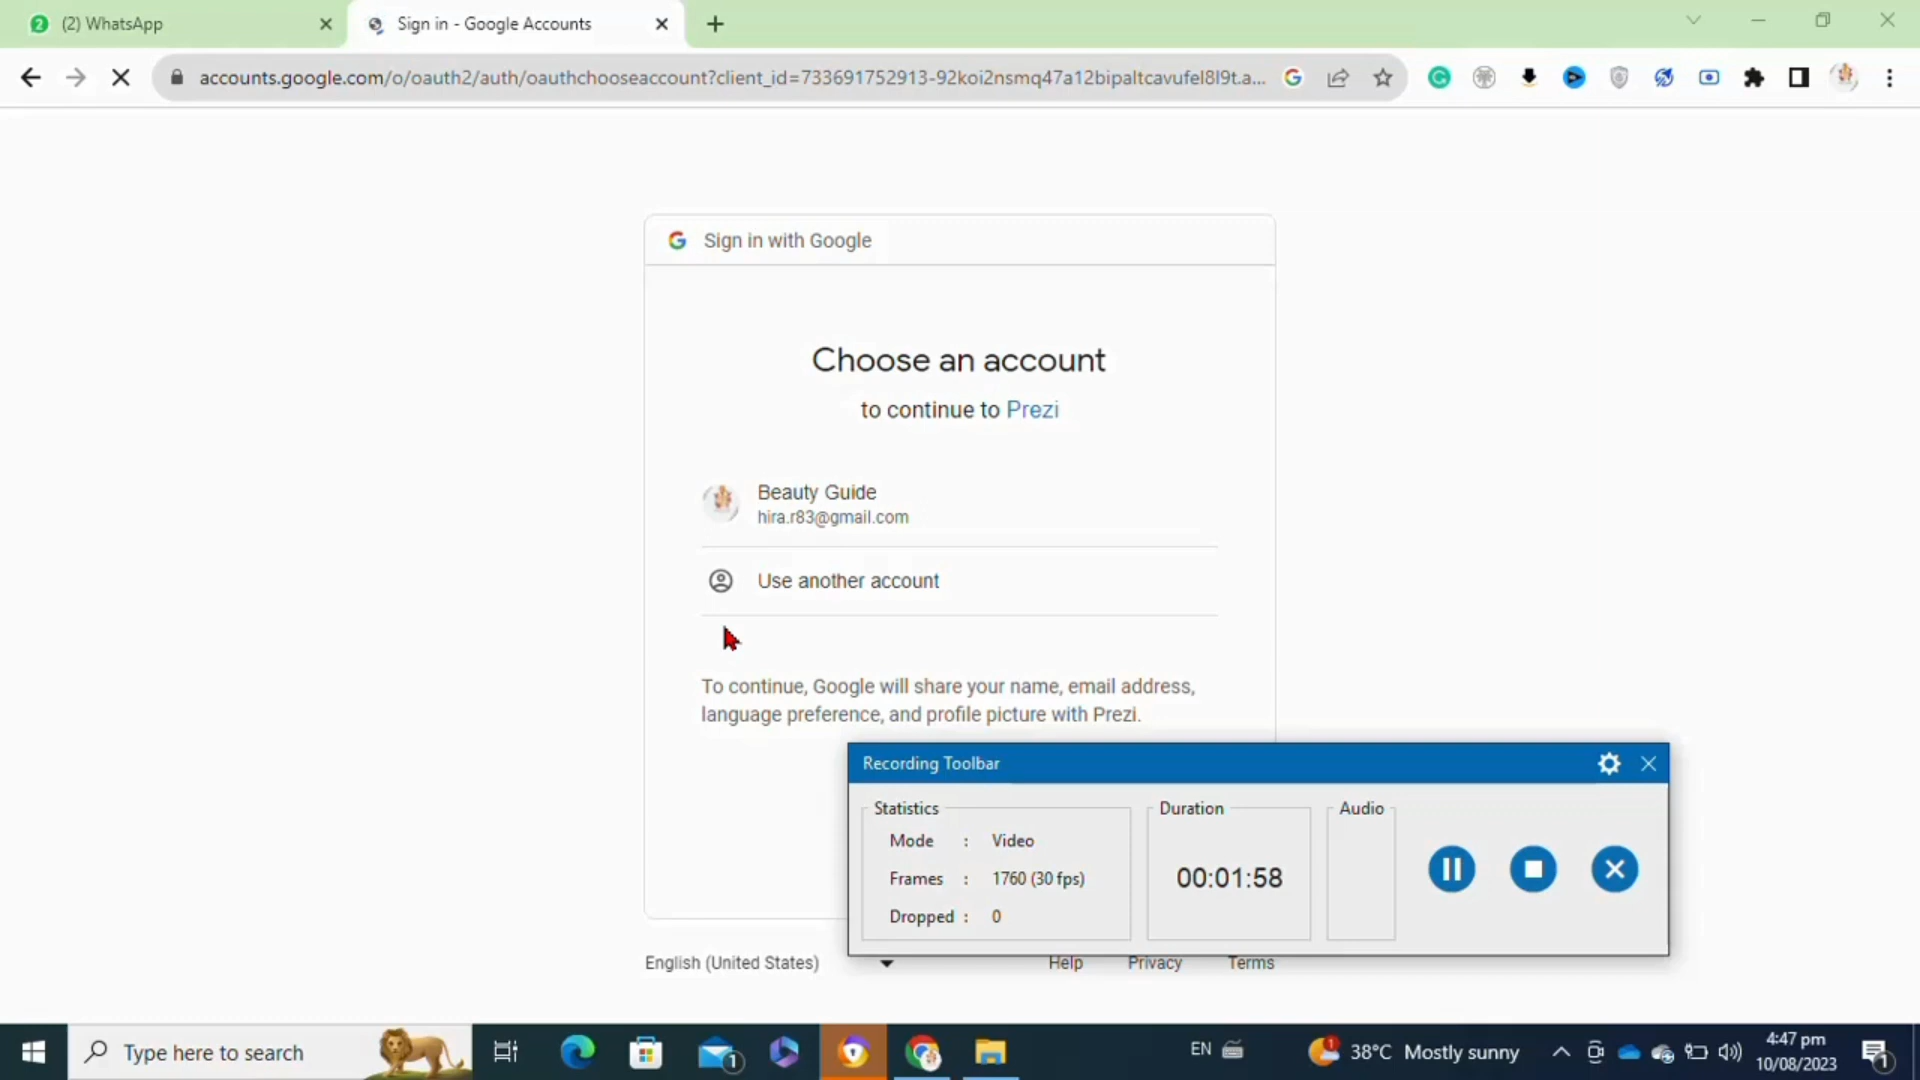 (2) WhatsApp
Sign in - Google Accounts
accounts.google.com/o/oauth2/auth/oauthchooseaccount?client_id=733691752913-92koi2nsmq47a12bipaltcavufel8l9t.a...
Sign in with Google
Choose an account
to continue to Prezi
Beauty Guide
hira.r83@gmail.com
Use another account
To continue, Google will share your name, email address,
language preference, and profile picture with Prezi.
Recording Toolbar
Statistics
Mode : Video
Frames : 1760 (30 fps)
Dropped : 0
Duration
00:01:58
Audio
English (United States)
Help
Privacy
Terms
Type here to search
1
EN
38°C Mostly sunny
4:47 pm
10/08/2023
1